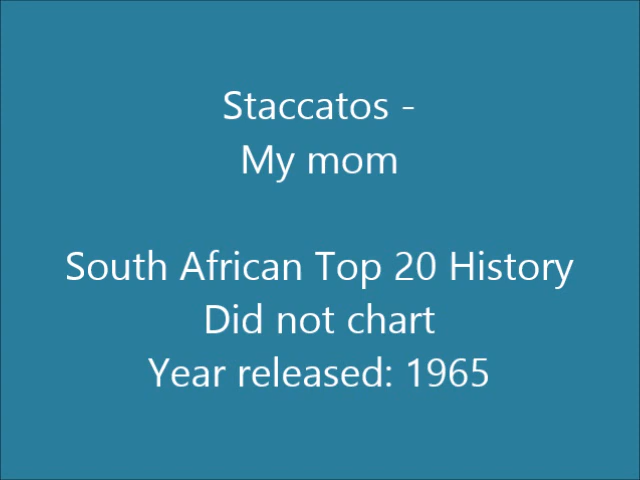 Staccatos -
My mom
South African Top 20 History
Did not chart
Year released: 1965